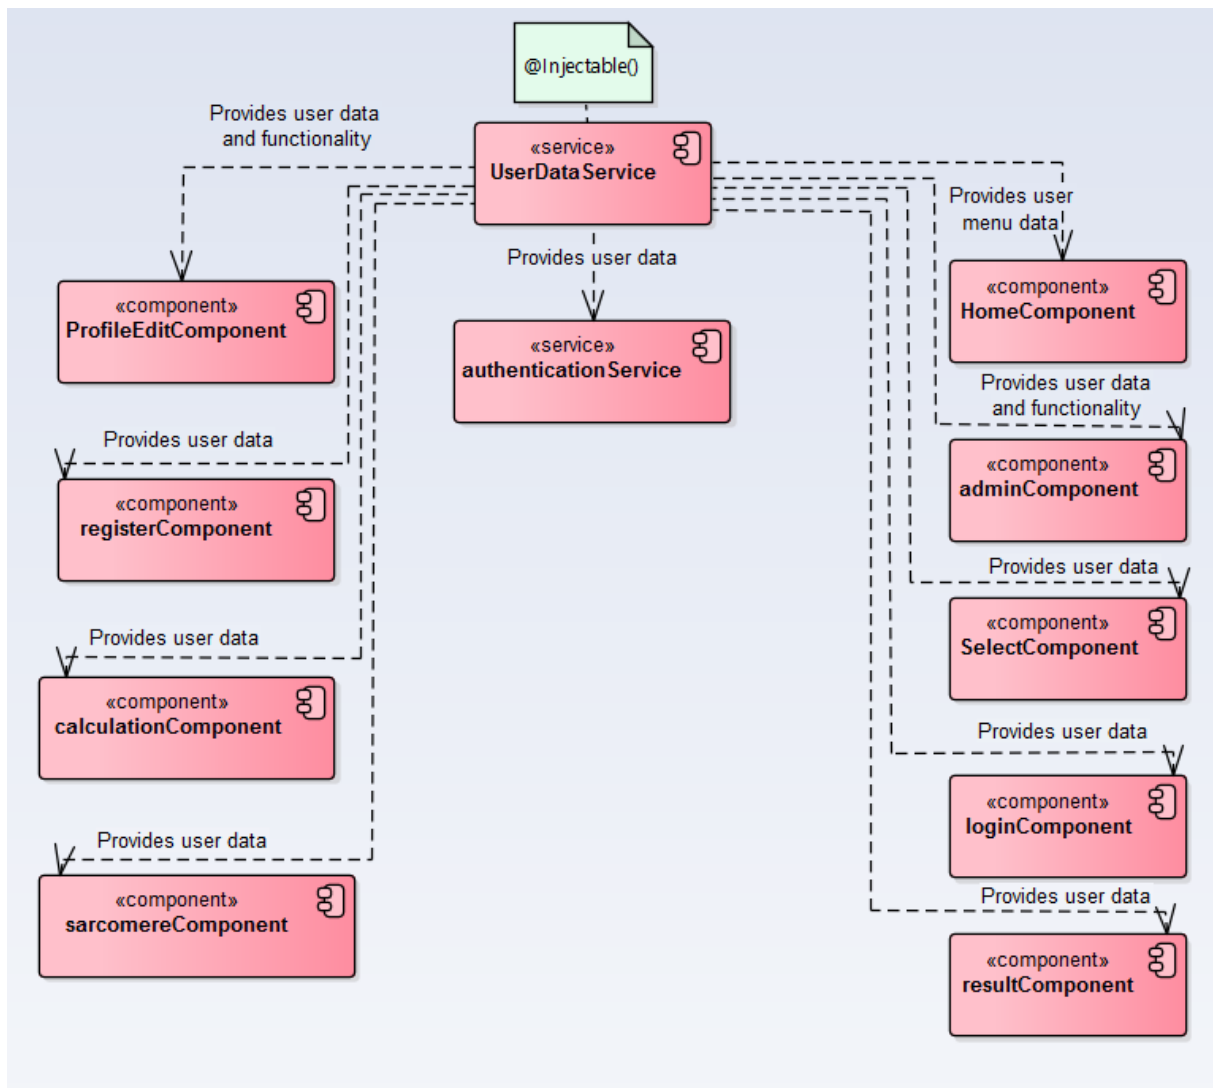 @Injectable()
Provides user data
and functionality
«service»
UserDataService
Provides user
menu data
Provides user data
«component»
ProfileEditComponent
«service»
authenticationService
«component»
HomeComponent
Provides user data
and functionality
Provides user data
«component»
registerComponent
«component»
adminComponent
Provides user data
«component»
SelectComponent
Provides user data
«component»
calculationComponent
Provides user data
«component»
loginComponent
Provides user data
«component»
sarcomereComponent
Provides user data
«component»
resultComponent